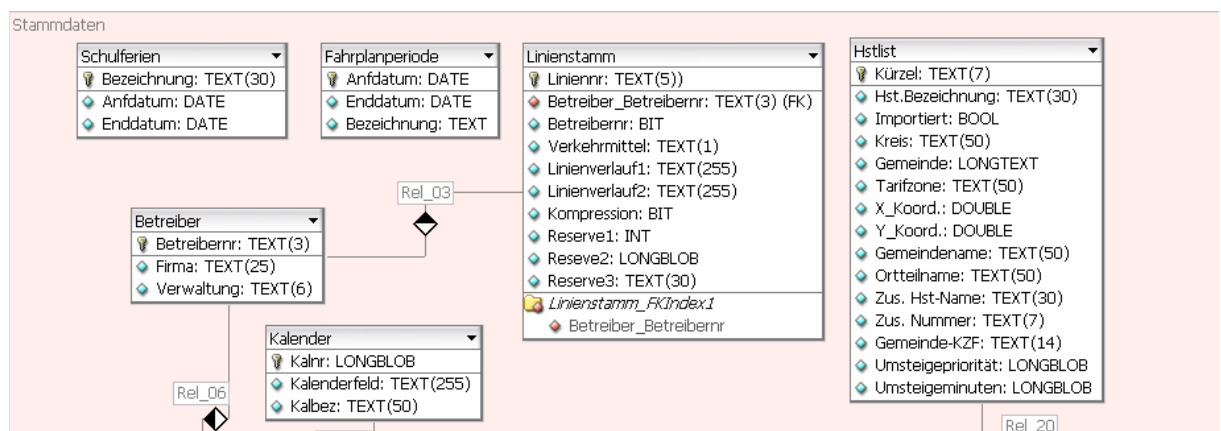 Stammdaten
Schulferien
Bezeichnung: TEXT(30)
Anfdatum: DATE
Enddatum: DATE
Fahrplanperiode
Anfdatum: DATE
Enddatum: DATE
Bezeichnung: TEXT
Linienstamm
Liniennr: TEXT(5))
Betreiber_Betreibernr: TEXT(3) (FK)
Betreibernr: BIT
Verkehrmittel: TEXT(1)
Linienverlauf1: TEXT(255)
Linienverlauf2: TEXT(255)
Kompression: BIT
Reserve1: INT
Reseve2: LONGBLOB
Reserve3: TEXT(30)
Linienstamm_FKIndex1
Betreiber_Betreibernr
Hstlist
Kürzel: TEXT(7)
Hst.Bezeichnung: TEXT(30)
Importiert: BOOL
Kreis: TEXT(50)
Gemeinde: LONGTEXT
Tarifzone: TEXT(50)
X_Koord.: DOUBLE
Y_Koord.: DOUBLE
Gemeindename: TEXT(50)
Ortteilname: TEXT(50)
Zus. Hst-Name: TEXT(30)
Zus. Nummer: TEXT(7)
Gemeinde-KZF: TEXT(14)
Umsteigepriorität: LONGBLOB
Umsteigeminuten: LONGBLOB
Rel_03
Betreiber
Betreibernr: TEXT(3)
Firma: TEXT(25)
Verwaltung: TEXT(6)
Kalender
Kalnr: LONGBLOB
Kalenderfeld: TEXT(255)
Kalbez: TEXT(50)
Rel_06
Rel_20